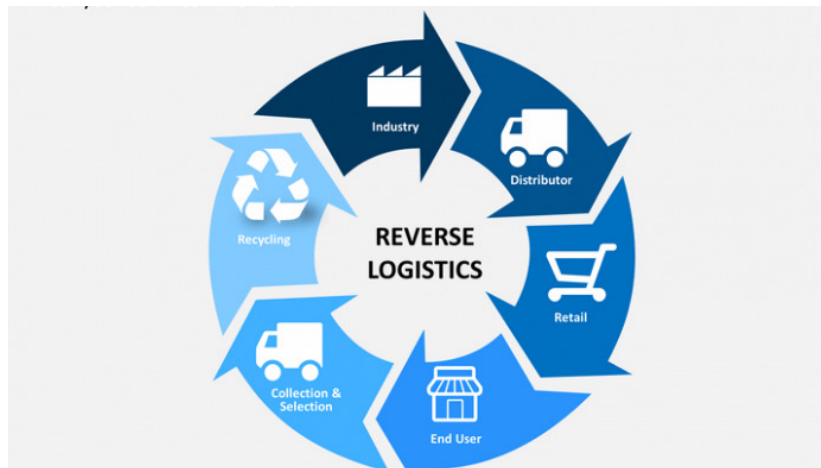 REVERSE
LOGISTICS
Industry
Distributor
Retail
End User
Collection &
Selection
Recycling